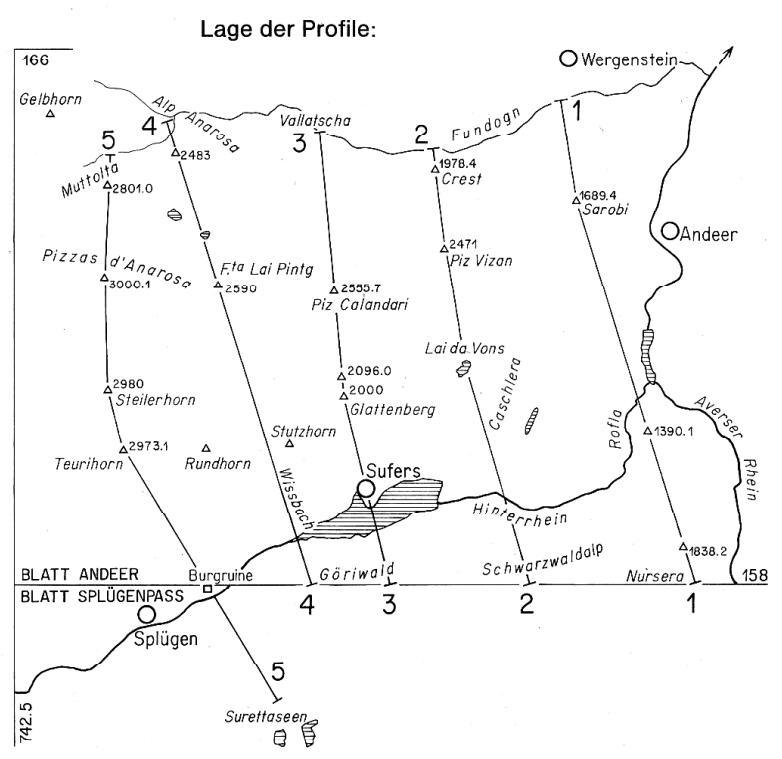 Lage der Profile:
166
Wergenstein
Gelbhorn
Alp Anarosa
4
Vallatscha
Fundogn
1
5
3
2
2483
1978.4
Crest
Muttolta
2801.0
1689.4
Sarobi
Andeer
2471
Piz Vizan
Pizzas d'Anarosa
3000.1
F.ta Lai Pintg
2590
2555.7
Piz Calandari
Lai da Vons
Caschlera
2096.0
2000
Glattenberg
2980
Steilerhorn
Averser Rhein
Rofla
1390.1
Stutzhorn
2973.1
Teurihorn
Rundhorn
Sufers
Wissbach
Hinterrhein
1838.2
Schwarzwaldalp
BLATT ANDEER
Burgruine
Göriwald
Nursera
158
BLATT SPLÜGENPASS
4
3
2
1
Splügen
5
Surettaseen
742.5